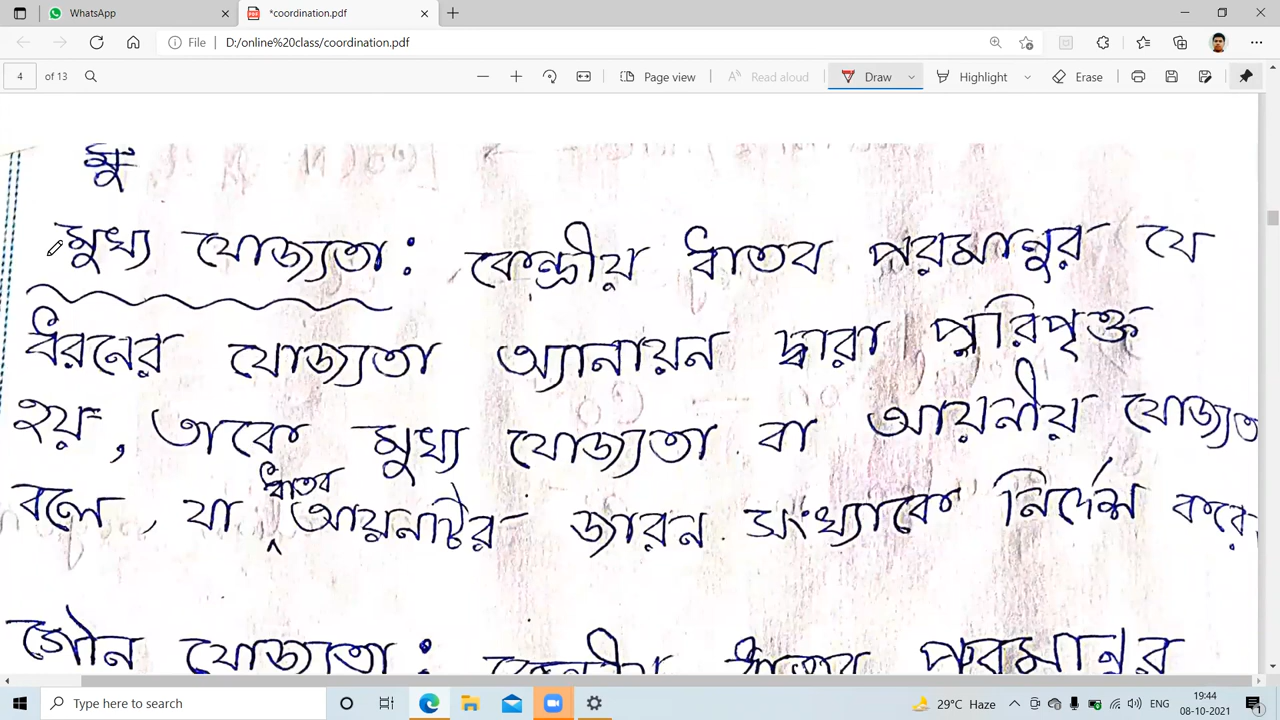 WhatsApp
*coordination.pdf
File
D:/online%20class/coordination.pdf
4 of 13
Page view
Read aloud
Draw
Highlight
Erase
মু
মুখ্য যোজ্যতা : কেন্দ্রীয় ধাতব পরমানুর যে
ধরনের যোজ্যতা অ্যানায়ন দ্বারা পরিপৃক্ত
হয়, তাকে মুখ্য যোজ্যতা বা আয়নীয় যোজ্যতা
ধাতব
বলে, যা আয়নটির জারন সংখ্যাকে নির্দেশ করে
গৌন যোজ্যতা : কেন্দ্রীয় ধাতব পরমানুর
Type here to search
29°C Haze
ENG
19:44
08-10-2021
1